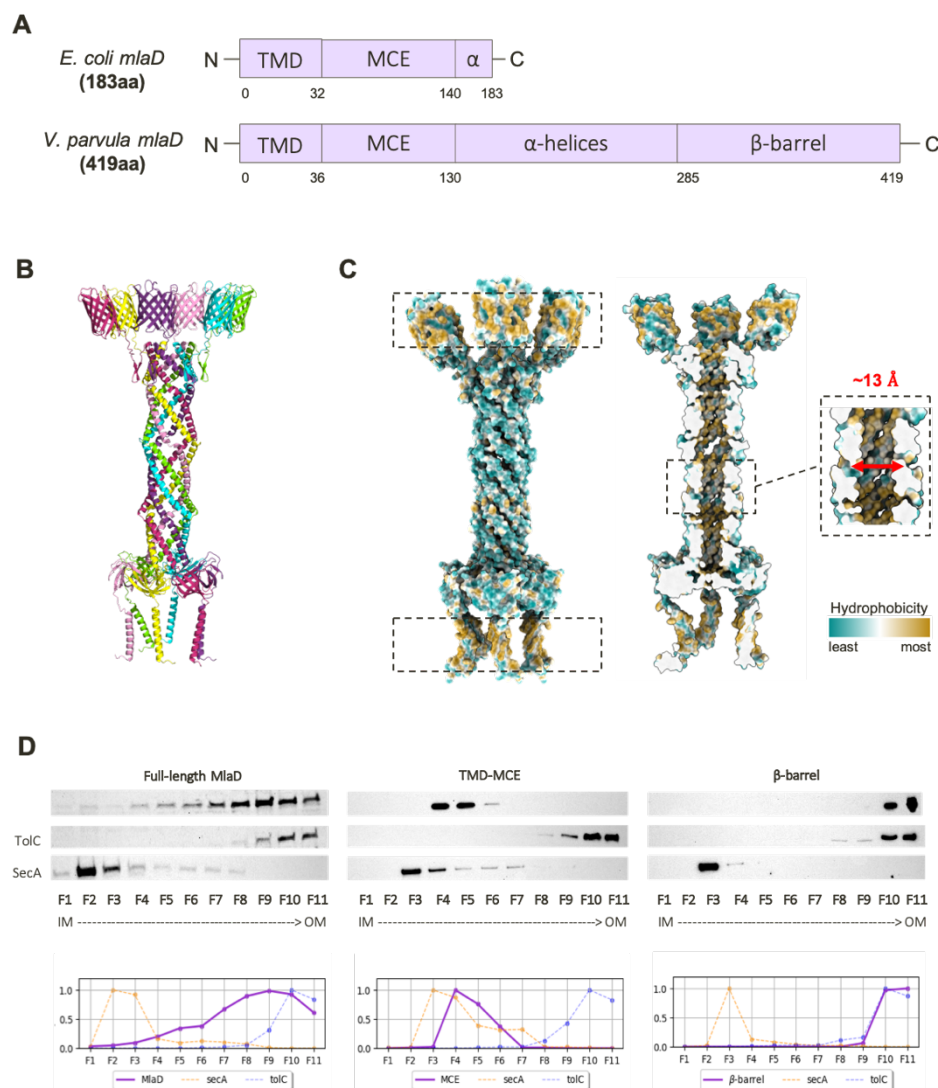 A
E. coli mlaD
(183aa)
N
TMD
MCE
α
C
0
32
140
183
V. parvula mlaD
(419aa)
N
TMD
MCE
α-helices
β-barrel
C
0
36
130
285
419
B
C
~13 Å
Hydrophobicity
least
most
D
Full-length MlaD
TMD-MCE
β-barrel
TolC
SecA
F1 F2 F3 F4 F5 F6 F7 F8 F9 F10 F11
F1 F2 F3 F4 F5 F6 F7 F8 F9 F10 F11
F1 F2 F3 F4 F5 F6 F7 F8 F9 F10 F11
IM ----------------------------------> OM
IM ----------------------------------> OM
IM ----------------------------------> OM
1.0
0.5
0.0
F1 F2 F3 F4 F5 F6 F7 F8 F9 F10 F11
MlaD secA tolC
1.0
0.5
0.0
F1 F2 F3 F4 F5 F6 F7 F8 F9 F10 F11
MCE secA tolC
1.0
0.5
0.0
F1 F2 F3 F4 F5 F6 F7 F8 F9 F10 F11
β-barrel secA tolC